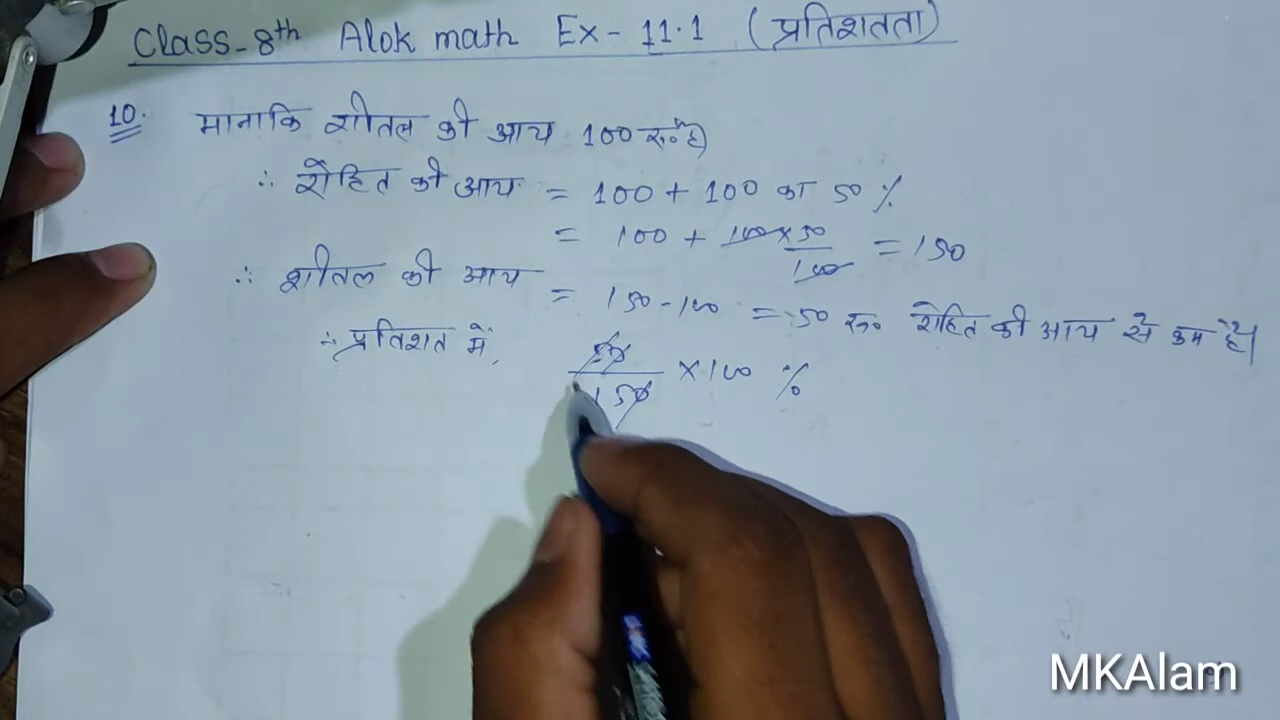 Class-8th Alok math Ex-11.1 (प्रतिशतता)
10. मानाकि शीतल की आय 100 रु० है।
∴ रोहित की आय = 100 + 100 का 50 %
= 100 + 100×50/100 = 150
∴ शीतल की आय = 150-100 = 50 रु० रोहित की आय से कम है।
∴ प्रतिशत में, 50/150 ×100 %
MKAlam